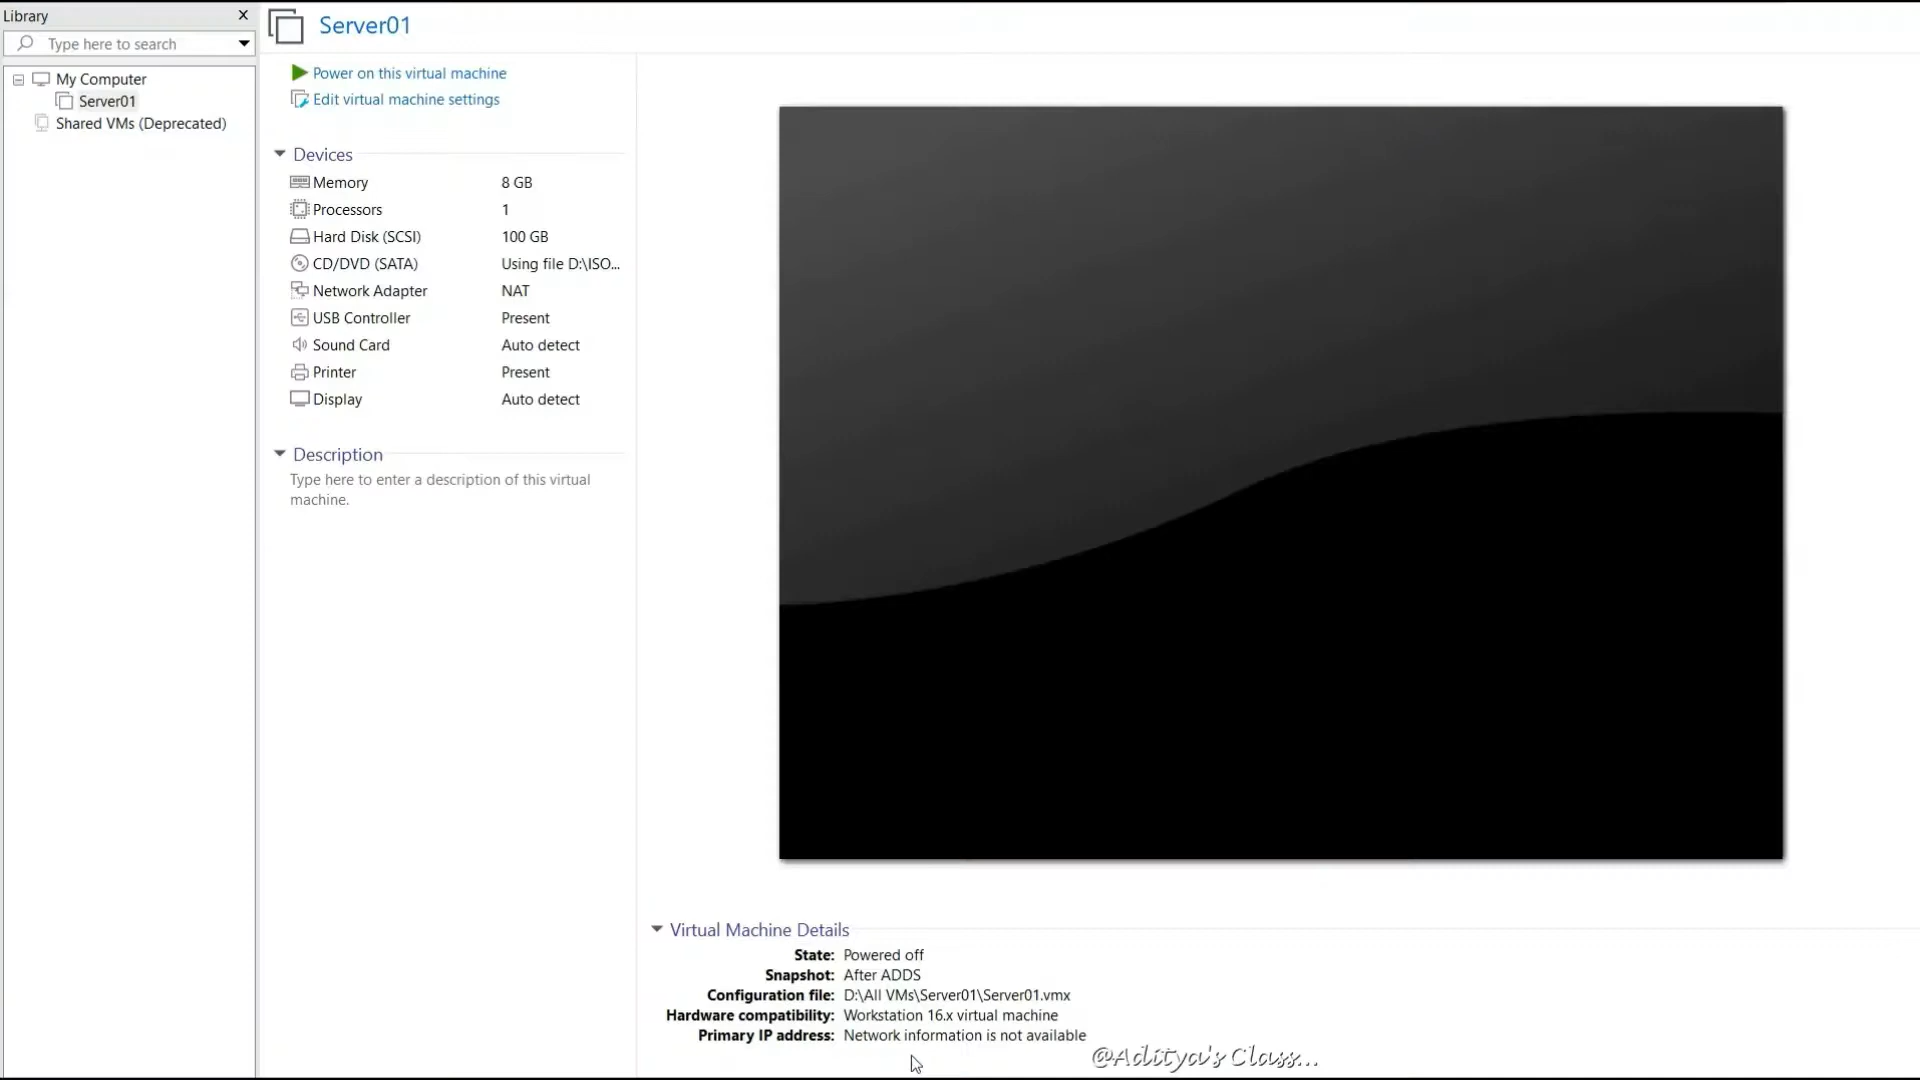 Library X
Type here to search
My Computer
Server01
Shared VMs (Deprecated)
Server01
Power on this virtual machine
Edit virtual machine settings
Devices
Memory 8 GB
Processors 1
Hard Disk (SCSI) 100 GB
CD/DVD (SATA) Using file D:\ISO...
Network Adapter NAT
USB Controller Present
Sound Card Auto detect
Printer Present
Display Auto detect
Description
Type here to enter a description of this virtual
machine.
Virtual Machine Details
State: Powered off
Snapshot: After ADDS
Configuration file: D:\All VMs\Server01\Server01.vmx
Hardware compatibility: Workstation 16.x virtual machine
Primary IP address: Network information is not available
@Aditya's Class...